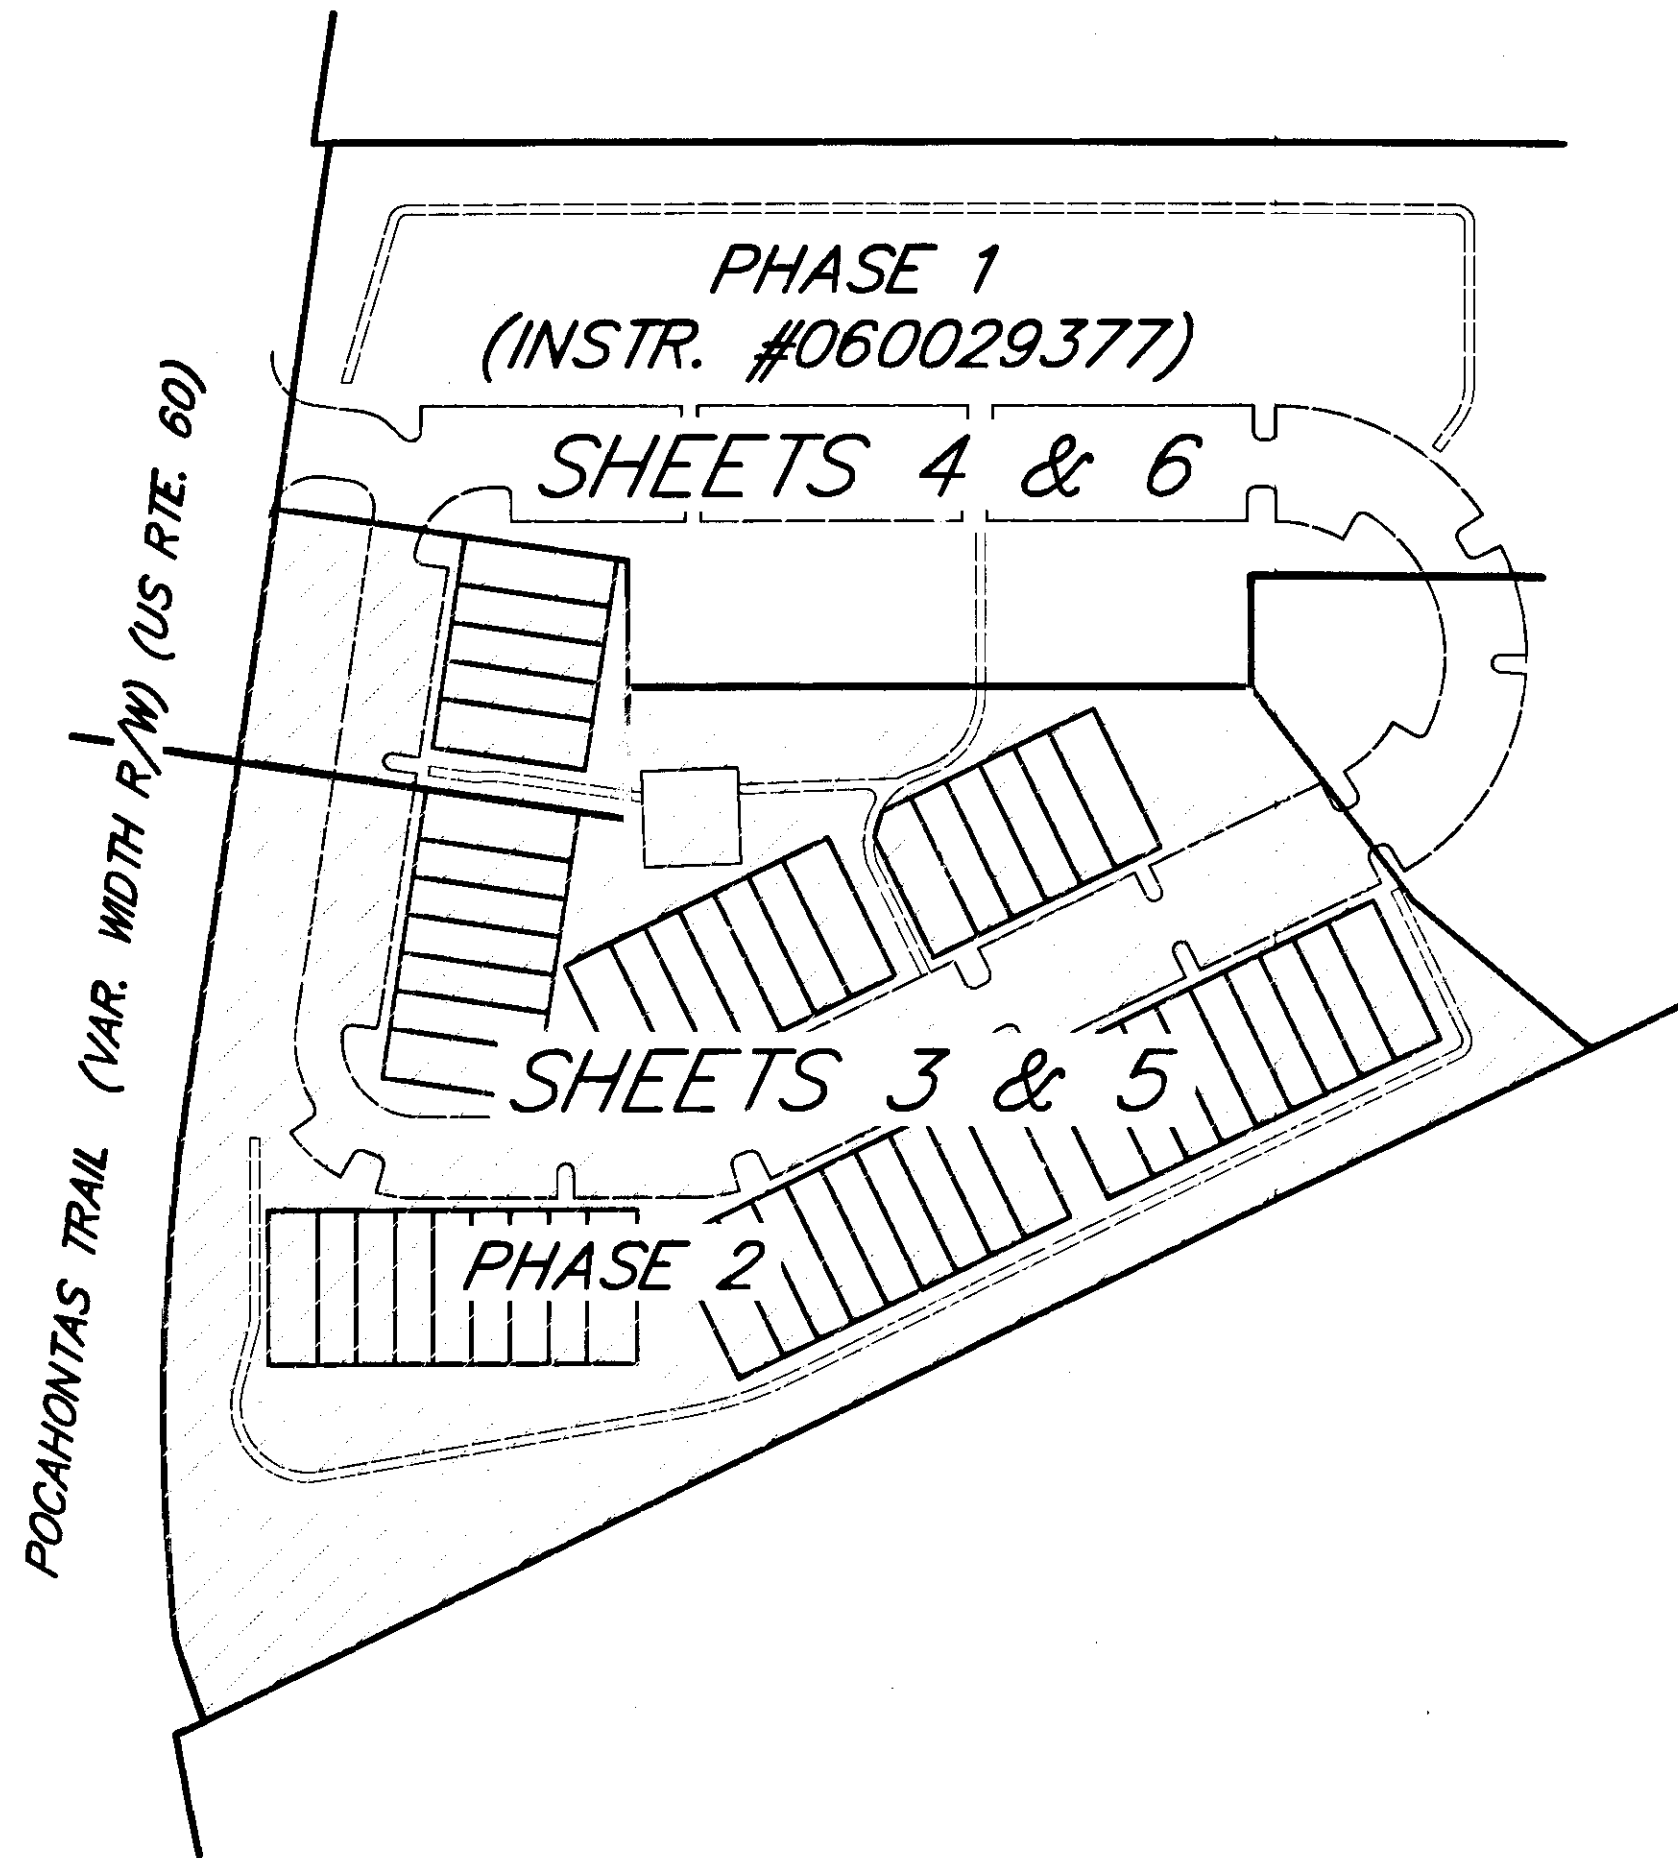 PHASE 1
(INSTR. #060029377)
SHEETS 4 & 6
POCAHONTAS TRAIL (VAR. WIDTH R/W) (US RTE. 60)
SHEETS 3 & 5
PHASE 2